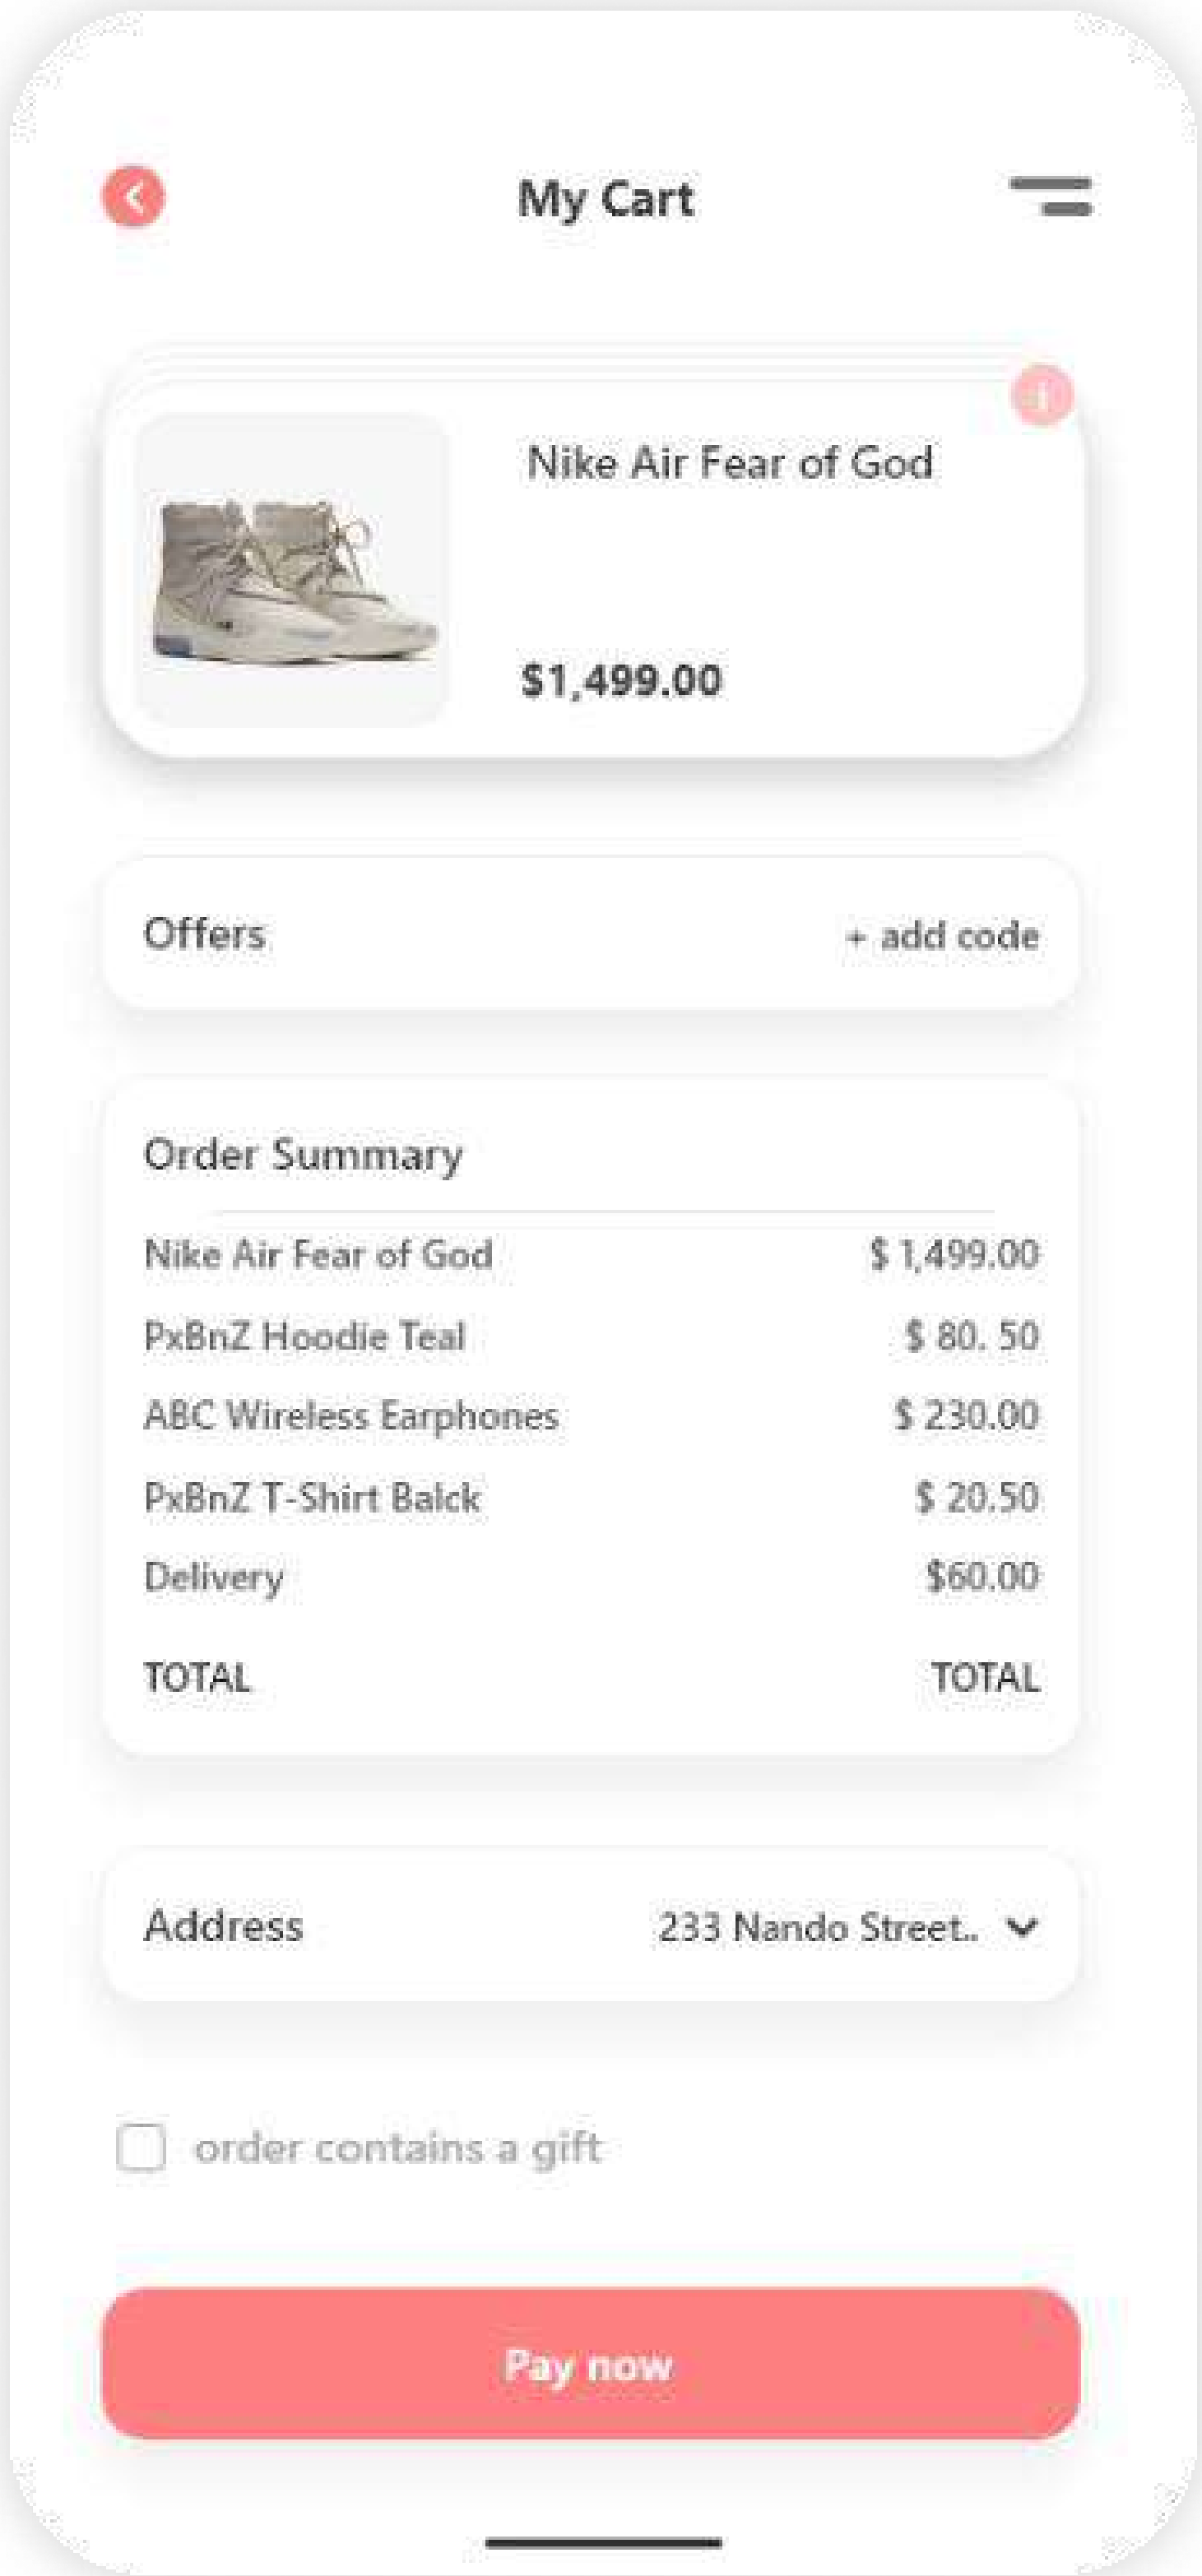 My Cart
Nike Air Fear of God
$1,499.00
Offers + add code
Order Summary
Nike Air Fear of God $ 1,499.00
PxBnZ Hoodie Teal $ 80. 50
ABC Wireless Earphones $ 230.00
PxBnZ T-Shirt Balck $ 20.50
Delivery $60.00
TOTAL TOTAL
Address 233 Nando Street..
order contains a gift
Pay now